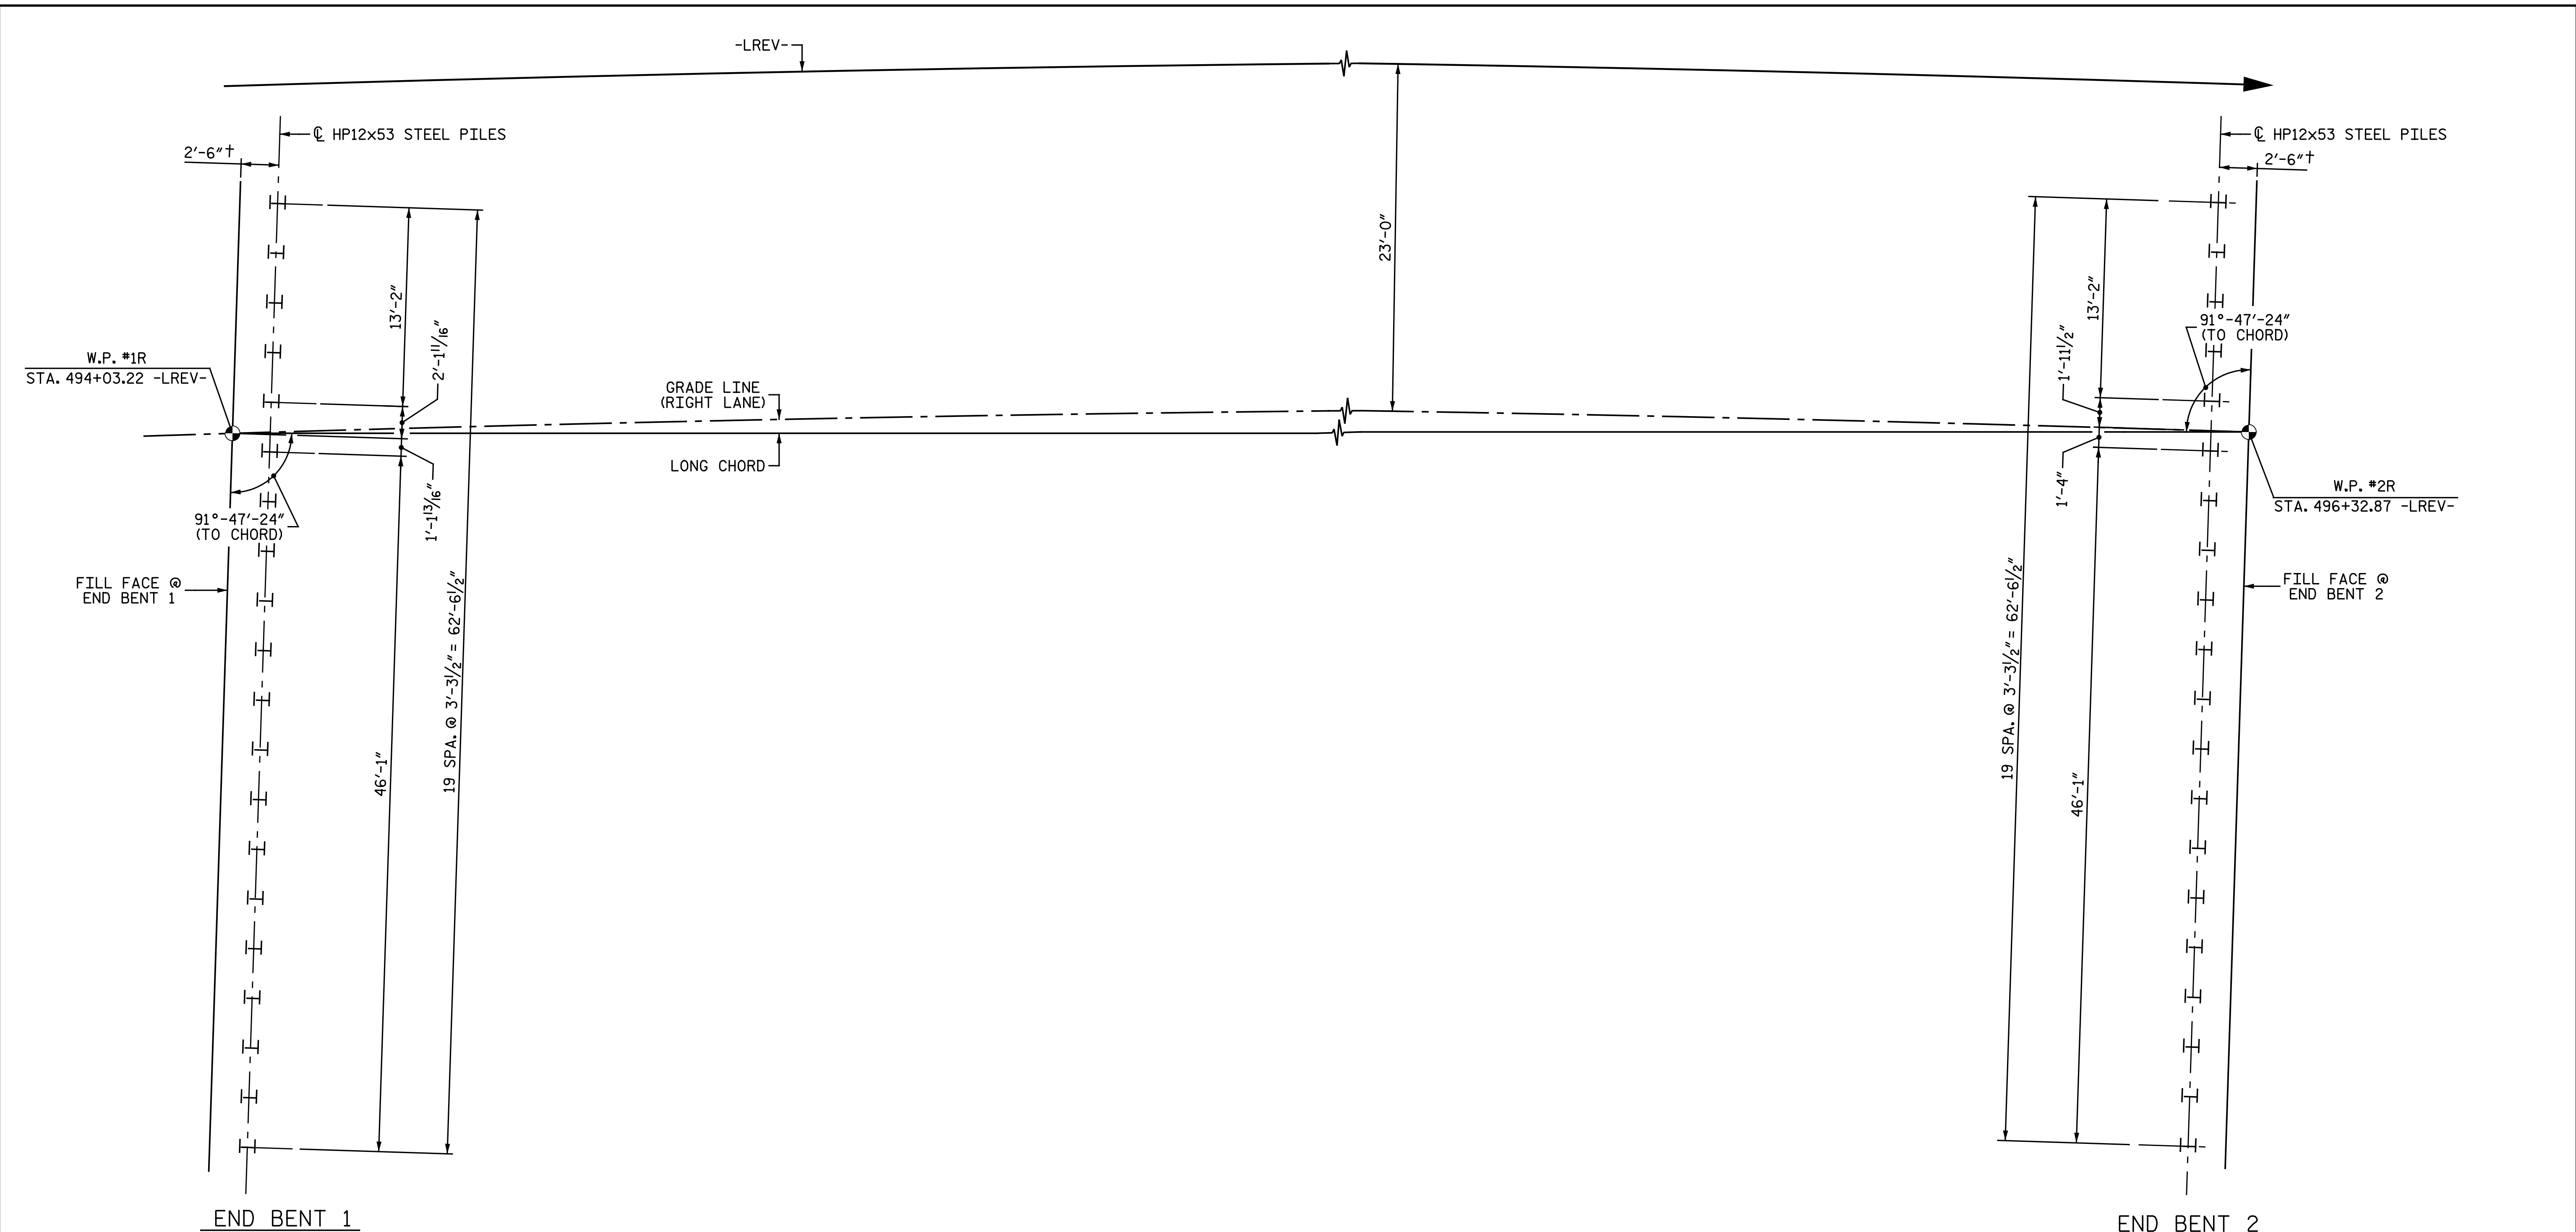 -LREV-
℄ HP12x53 STEEL PILES
℄ HP12x53 STEEL PILES
2'-6"†
2'-6"†
23'-0"
13'-2"
2'-1 11/16"
13'-2"
1'-11 1/2"
91°-47'-24"
(TO CHORD)
W.P. #1R
STA. 494+03.22 -LREV-
GRADE LINE
(RIGHT LANE)
LONG CHORD
1'-1 13/16"
1'-4"
W.P. #2R
STA. 496+32.87 -LREV-
91°-47'-24"
(TO CHORD)
FILL FACE @
END BENT 1
FILL FACE @
END BENT 2
46'-1"
19 SPA. @ 3'-3 1/2" = 62'-6 1/2"
19 SPA. @ 3'-3 1/2" = 62'-6 1/2"
46'-1"
END BENT 1
END BENT 2